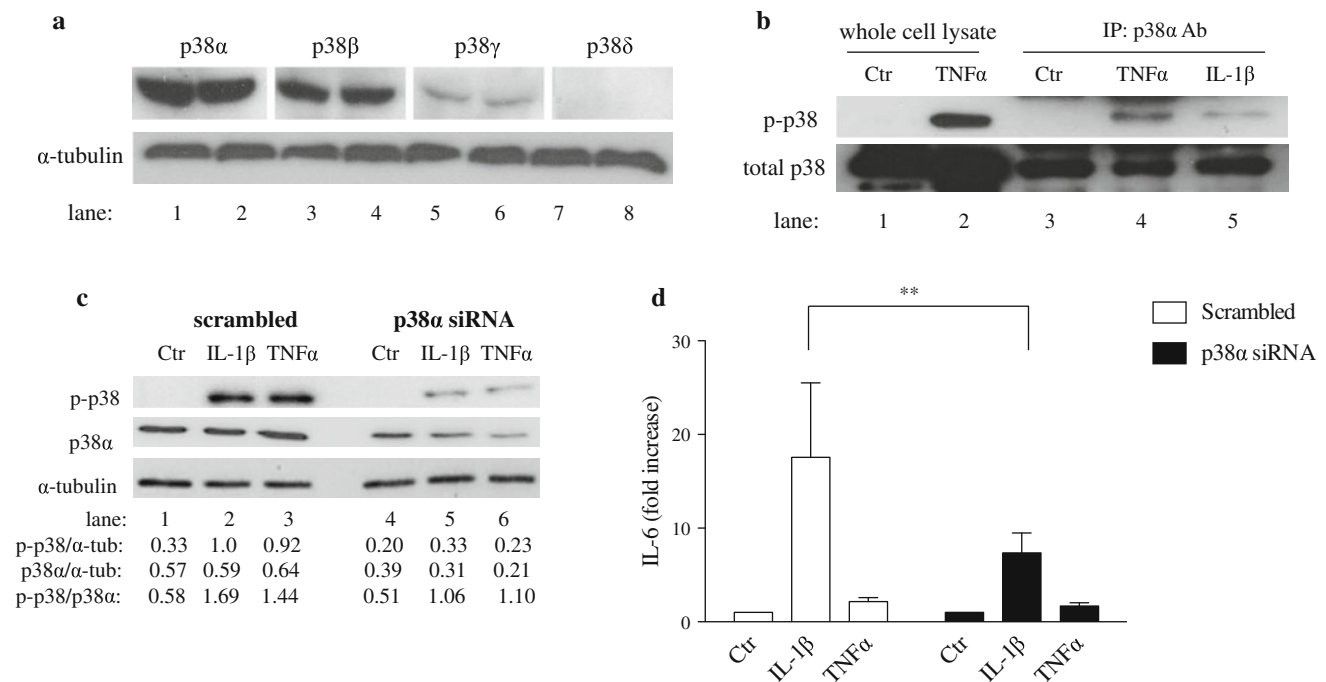 a
p38α p38β p38γ p38δ
α-tubulin
lane: 1 2 3 4 5 6 7 8
b
whole cell lysate IP: p38α Ab
Ctr TNFα Ctr TNFα IL-1β
p-p38
total p38
lane: 1 2 3 4 5
c
scrambled p38α siRNA
Ctr IL-1β TNFα Ctr IL-1β TNFα
p-p38
p38α
α-tubulin
lane: 1 2 3 4 5 6
p-p38/α-tub: 0.33 1.0 0.92 0.20 0.33 0.23
p38α/α-tub: 0.57 0.59 0.64 0.39 0.31 0.21
p-p38/p38α: 0.58 1.69 1.44 0.51 1.06 1.10
d
**
Scrambled
p38α siRNA
IL-6 (fold increase)
30
20
10
0
Ctr IL-1β TNFα Ctr IL-1β TNFα